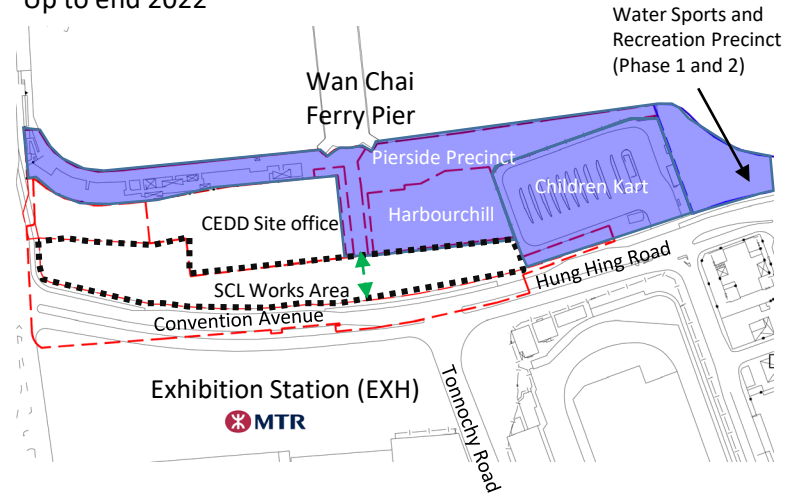 Up to end 2022
Water Sports and
Recreation Precinct
(Phase 1 and 2)
Wan Chai
Ferry Pier
Pierside Precinct
Children Kart
Harbourchill
CEDD Site office
SCL Works Area
Hung Hing Road
Convention Avenue
Exhibition Station (EXH)
MTR
Tonnochy Road